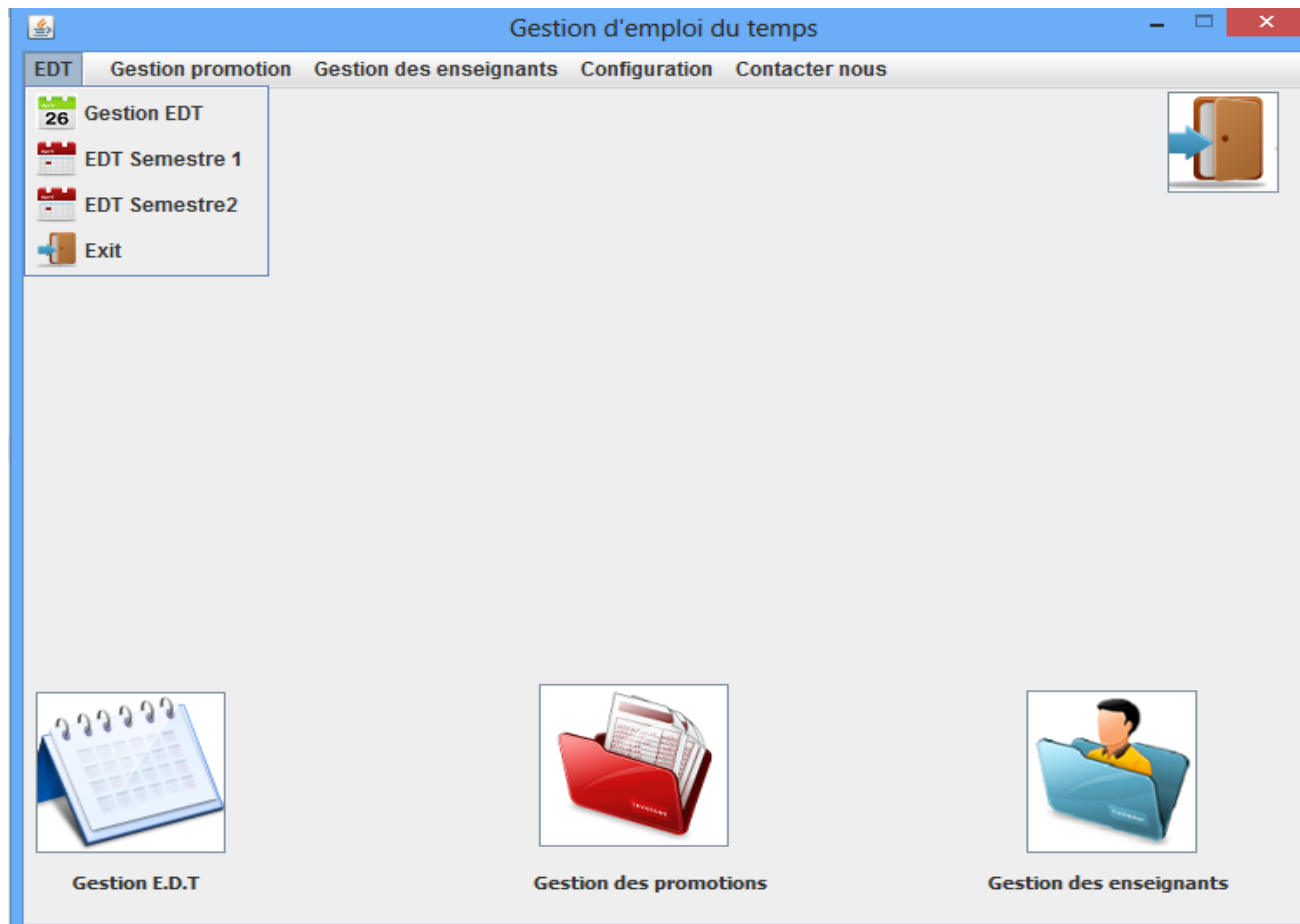 Gestion d'emploi du temps
EDT Gestion promotion Gestion des enseignants Configuration Contacter nous
26 Gestion EDT
EDT Semestre 1
EDT Semestre2
Exit
Gestion E.D.T
Gestion des promotions
Gestion des enseignants